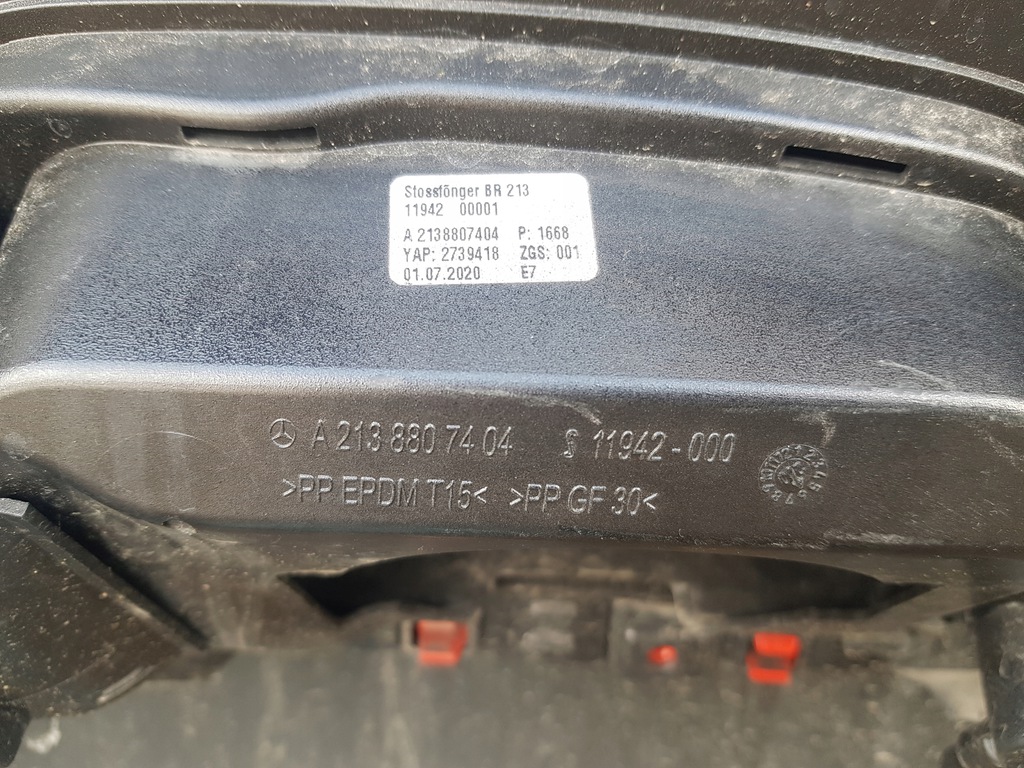 Stossfönger BR 213
11942 00001
A 2138807404 P: 1668
YAP: 2739418 ZGS: 001
01.07.2020 E7
A 213 880 74 04 11942-000
>PP EPDM T15< >PP GF 30<